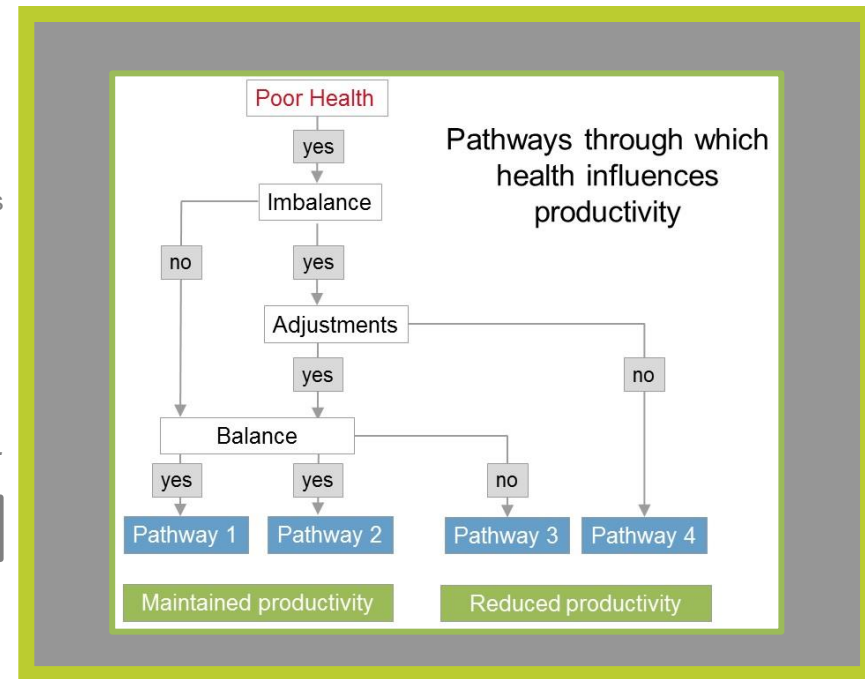 Poor Health
Pathways through which
health influences
productivity
yes
Imbalance
no
yes
Adjustments
yes
no
Balance
yes
yes
no
Pathway 1
Pathway 2
Pathway 3
Pathway 4
Maintained productivity
Reduced productivity